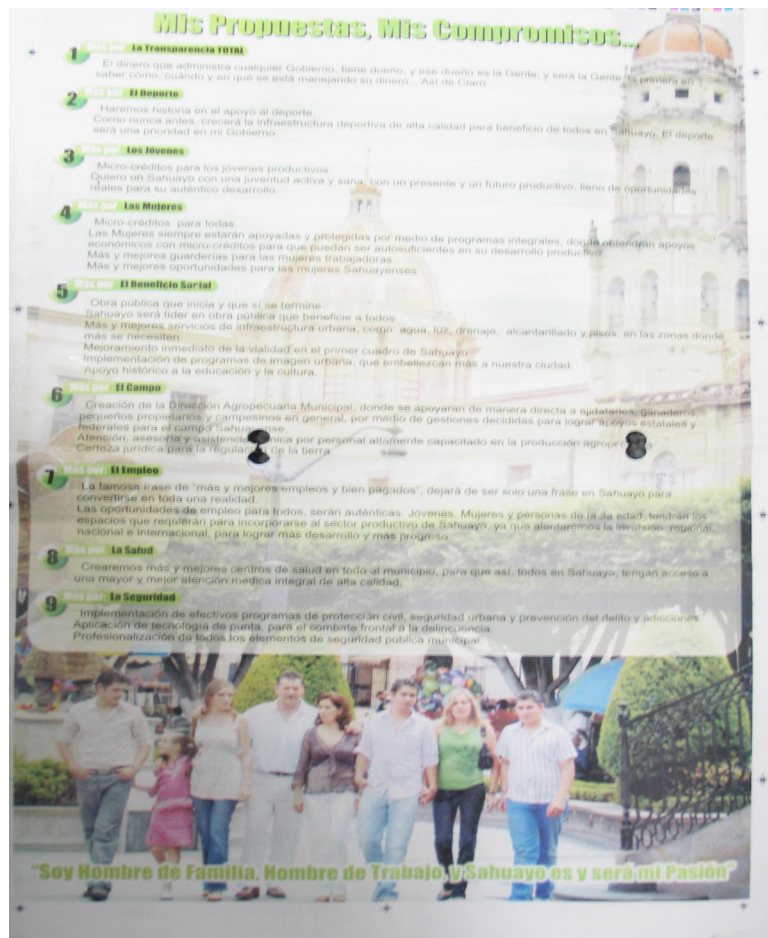 Mis Propuestas, Mis Compromisos...
1 Más por La Transparencia TOTAL
El dinero que administra cualquier Gobierno, tiene dueño, y ese dueño es la Gente, y será la Gente, la primera en
saber cómo, cuándo y en qué se está manejando su dinero... Así de Claro.
2 Más por El Deporte
Haremos historia en el apoyo al deporte.
Como nunca antes, crecerá la infraestructura deportiva de alta calidad para beneficio de todos en Sahuayo. El deporte
será una prioridad en mi Gobierno.
3 Más por Los Jóvenes
Micro-créditos para los jóvenes productivos.
Quiero un Sahuayo con una juventud activa y sana, con un presente y un futuro productivo, lleno de oportunidades
reales para su auténtico desarrollo.
4 Más por Las Mujeres
Micro-créditos para todas.
Las Mujeres siempre estarán apoyadas y protegidas por medio de programas integrales, donde obtendrán apoyos
económicos con micro-créditos para que puedan ser autosuficientes en su desarrollo productivo.
Más y mejores guarderías para las mujeres trabajadoras.
Más y mejores oportunidades para las mujeres Sahuayenses.
5 Más por El Beneficio Social
Obra pública que inicia y que si se termine.
Sahuayo será líder en obra pública que beneficie a todos.
Más y mejores servicios de infraestructura urbana, como: agua, luz, drenaje, alcantarillado y pisos, en las zonas donde
más se necesiten.
Mejoramiento inmediato de la vialidad en el primer cuadro de Sahuayo.
Implementación de programas de imagen urbana, que embellezcan más a nuestra ciudad.
Apoyo histórico a la educación y la cultura.
6 Más por El Campo
Creación de la Dirección Agropecuaria Municipal, donde se apoyaran de manera directa a ejidatarios, ganaderos,
pequeños propietarios y campesinos en general, por medio de gestiones decididas para lograr apoyos estatales y
federales para el campo Sahuayense.
Atención, asesoría y asistencia por personal altamente capacitado en la producción
Certeza jurídica para la regulación de la tierra.
7 Más por El Empleo
La famosa frase de "más y mejores empleos y bien pagados", dejará de ser solo una frase en Sahuayo para
convertirse en toda una realidad.
Las oportunidades de empleo para todos, serán auténticas. Jóvenes, Mujeres y personas de la 3a edad, tendrán los
espacios que requieran para incorporarse al sector productivo de Sahuayo, ya que alentaremos la inversión, regional,
nacional e internacional, para lograr más desarrollo y más progreso.
8 Más por La Salud
Crearemos más y mejores centros de salud en todo el municipio, para que así, todos en Sahuayo, tengan acceso a
una mayor y mejor atención médica integral de alta calidad.
9 Más por La Seguridad
Implementación de efectivos programas de protección civil, seguridad urbana y prevención del delito y adicciones.
Aplicación de tecnología de punta, para el combate frontal a la delincuencia.
Profesionalización de todos los elementos de seguridad pública municipal.
"Soy Hombre de Familia, Hombre de Trabajo, y Sahuayo es y será mi Pasión"